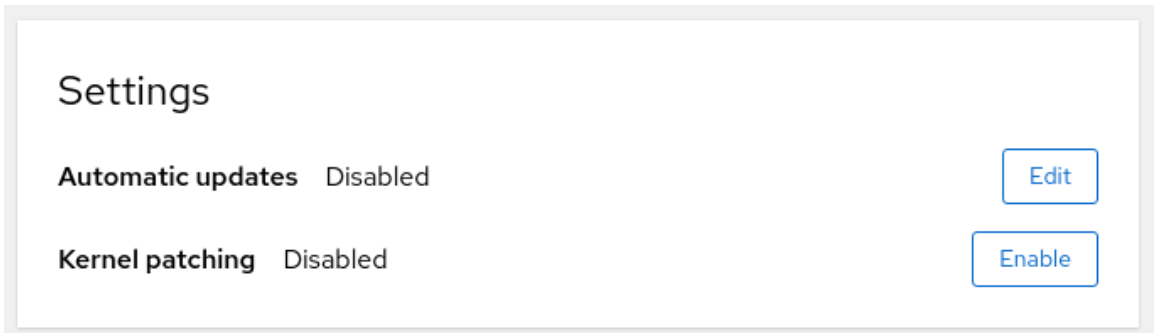 Settings
Automatic updates Disabled Edit
Kernel patching Disabled Enable